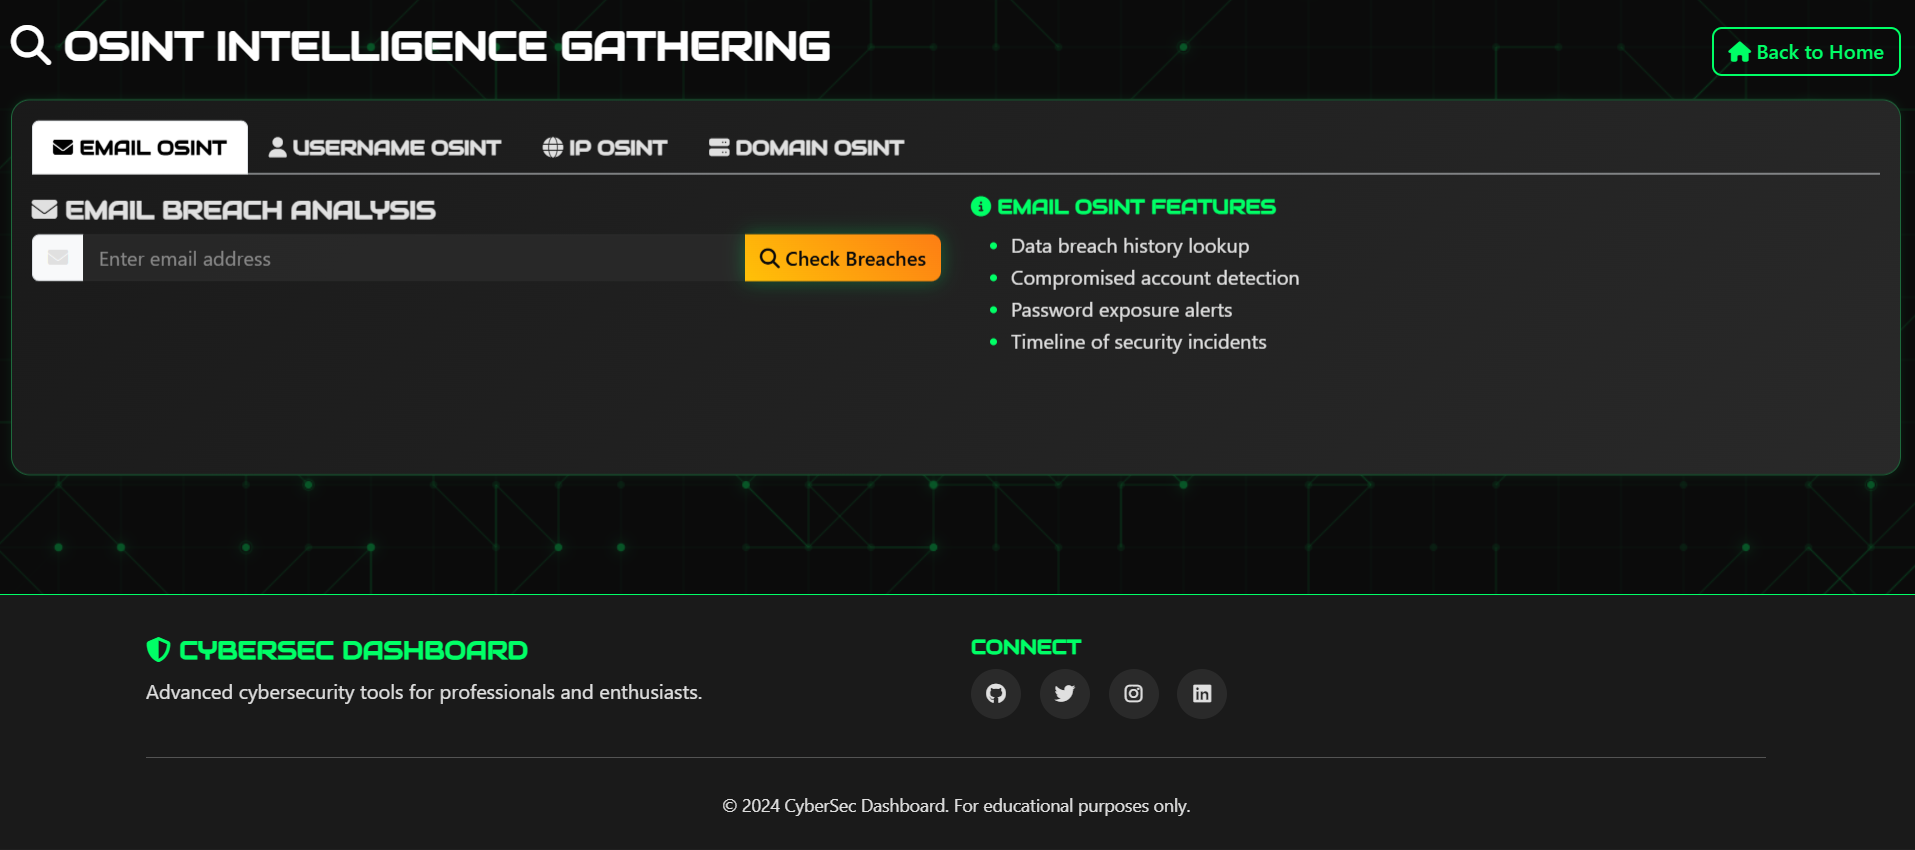 OSINT INTELLIGENCE GATHERING
Back to Home
EMAIL OSINT
USERNAME OSINT
IP OSINT
DOMAIN OSINT
EMAIL BREACH ANALYSIS
Enter email address
Check Breaches
EMAIL OSINT FEATURES
Data breach history lookup
Compromised account detection
Password exposure alerts
Timeline of security incidents
CYBERSEC DASHBOARD
Advanced cybersecurity tools for professionals and enthusiasts.
CONNECT
© 2024 CyberSec Dashboard. For educational purposes only.